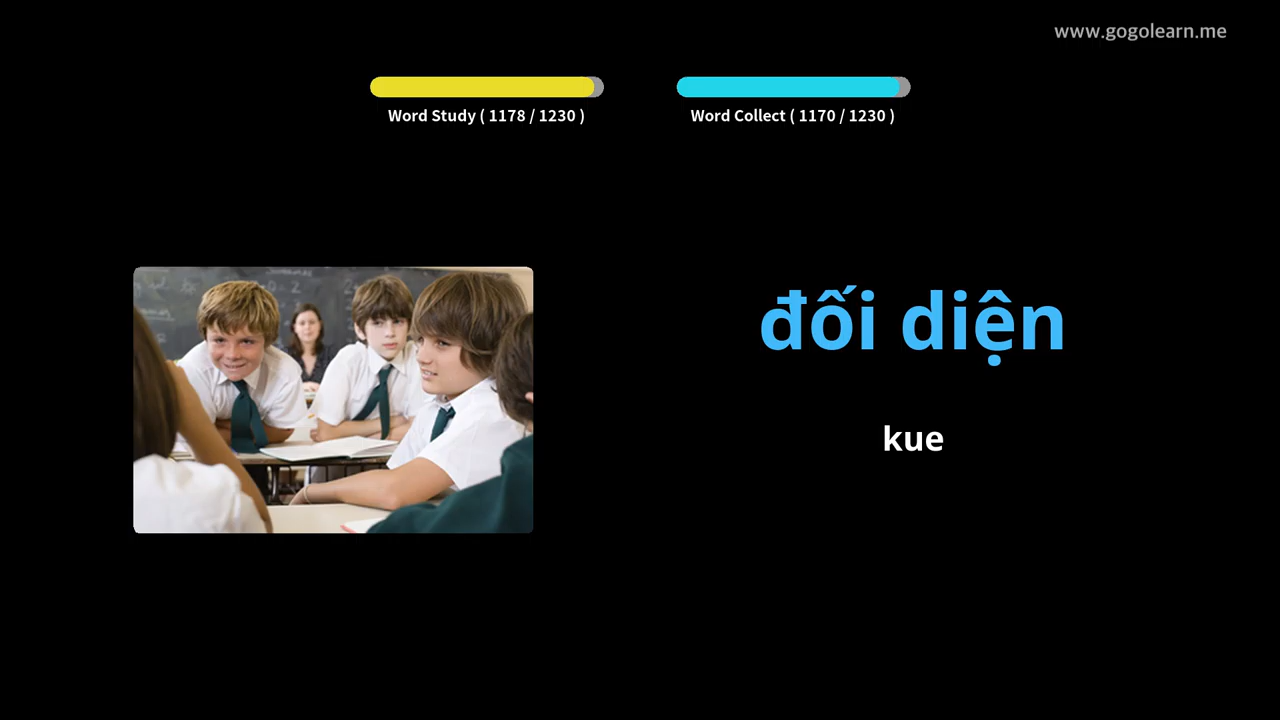 www.gogolearn.me
Word Study ( 1178 / 1230 )
Word Collect ( 1170 / 1230 )
đối diện
kue